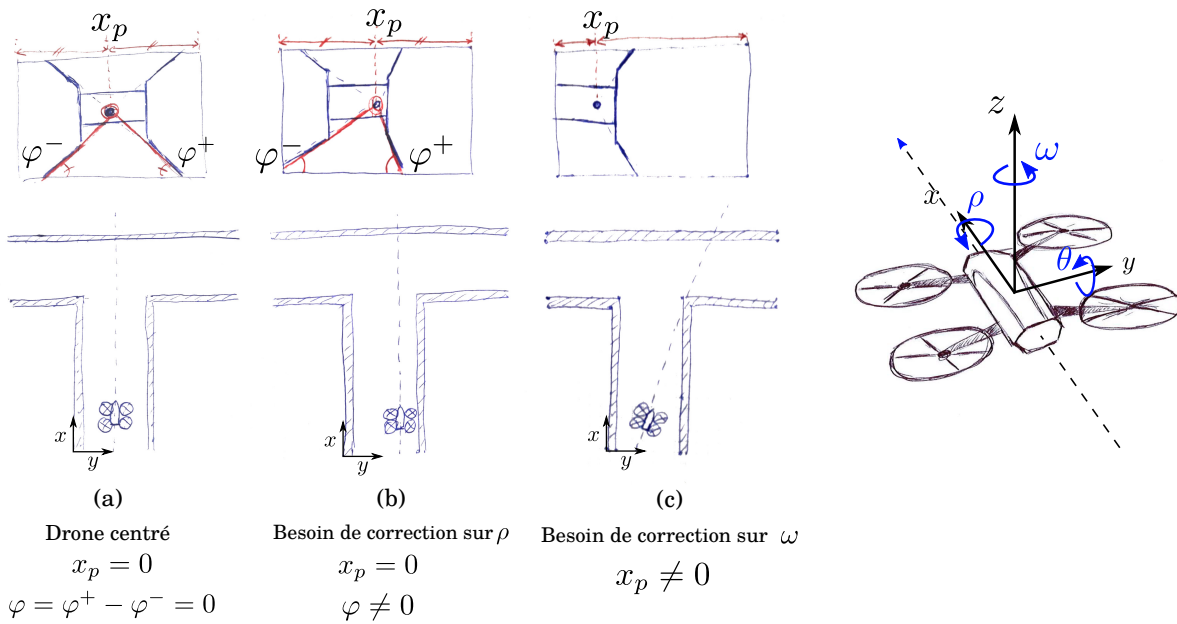 x_p
x_p
x_p
φ⁻ φ⁺
φ⁻ φ⁺
z
ω
x
ρ
θ
y
x
y
x
y
x
y
(a)
Drone centré
x_p = 0
φ = φ⁺ − φ⁻ = 0
(b)
Besoin de correction sur ρ
x_p = 0
φ ≠ 0
(c)
Besoin de correction sur ω
x_p ≠ 0